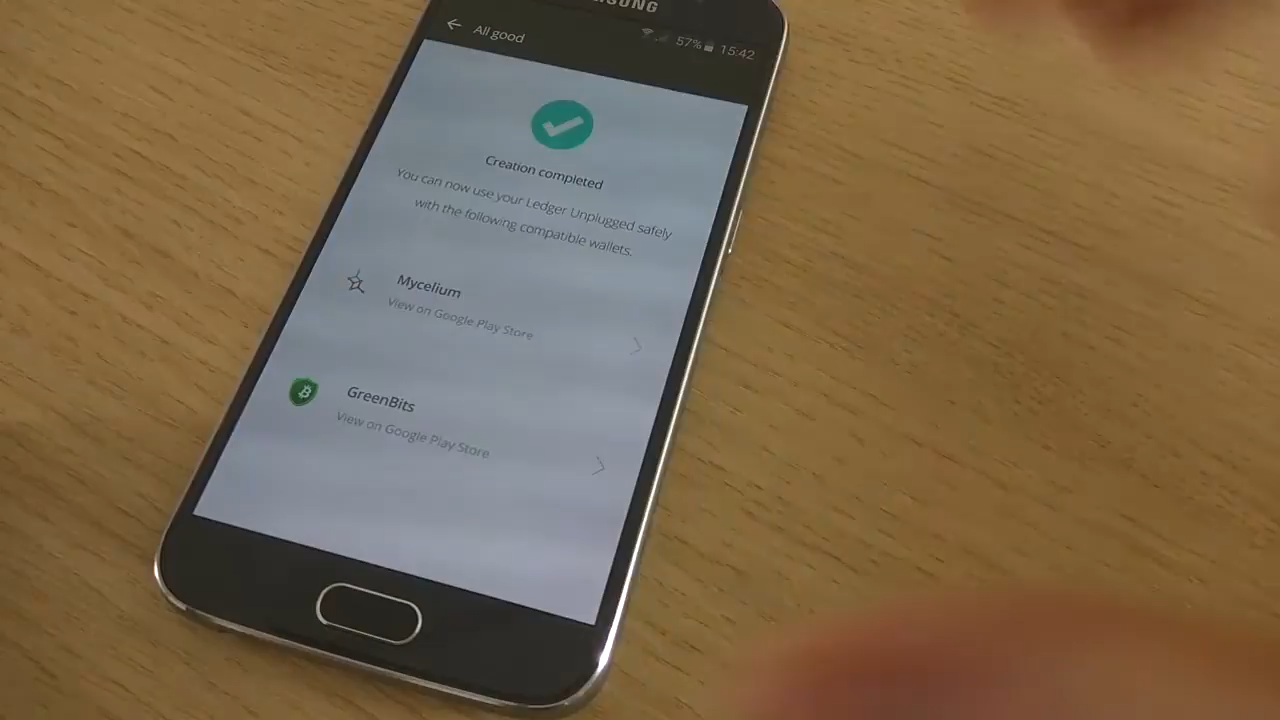 SAMSUNG
All good
57% 15:42
Creation completed
You can now use your Ledger Unplugged safely
with the following compatible wallets.
Mycelium
View on Google Play Store
GreenBits
View on Google Play Store